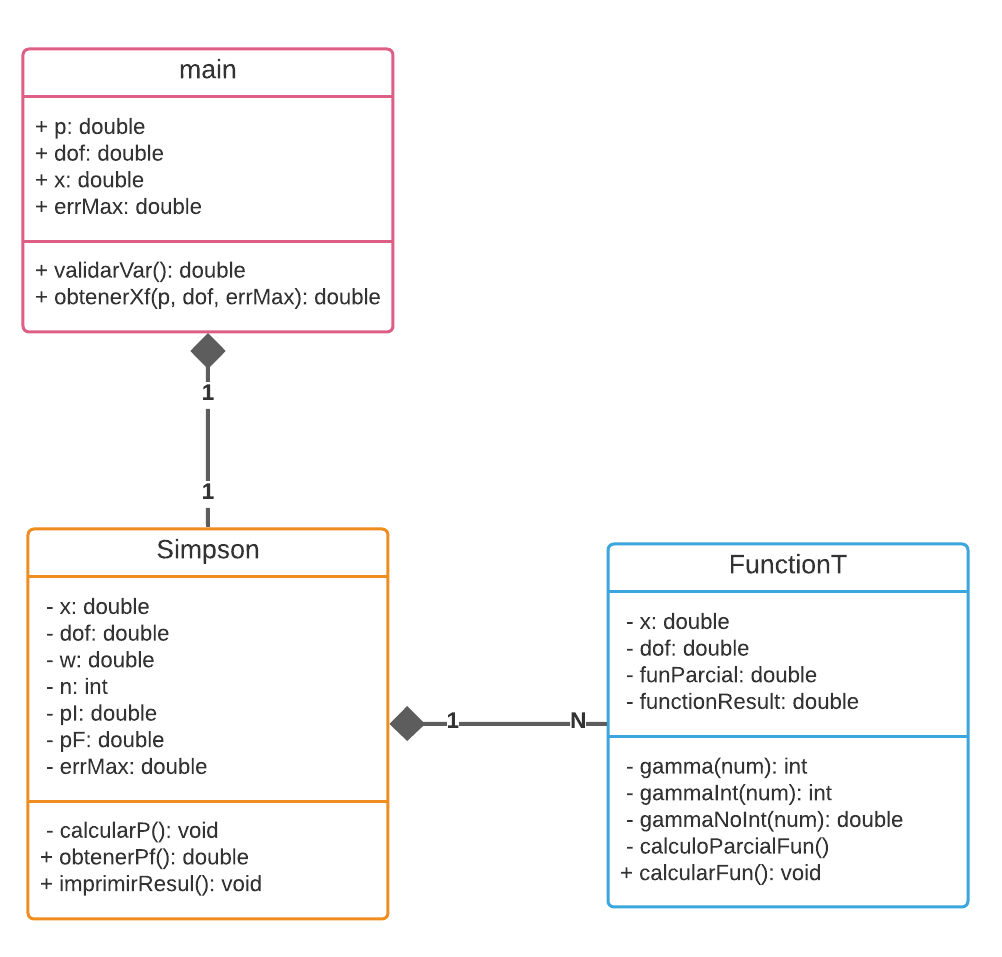 main
+ p: double
+ dof: double
+ x: double
+ errMax: double
+ validarVar(): double
+ obtenerXf(p, dof, errMax): double
1
1
Simpson
- x: double
- dof: double
- w: double
- n: int
- pI: double
- pF: double
- errMax: double
- calcularP(): void
+ obtenerPf(): double
+ imprimirResul(): void
1
N
FunctionT
- x: double
- dof: double
- funParcial: double
- functionResult: double
- gamma(num): int
- gammaInt(num): int
- gammaNoInt(num): double
- calculoParcialFun()
+ calcularFun(): void